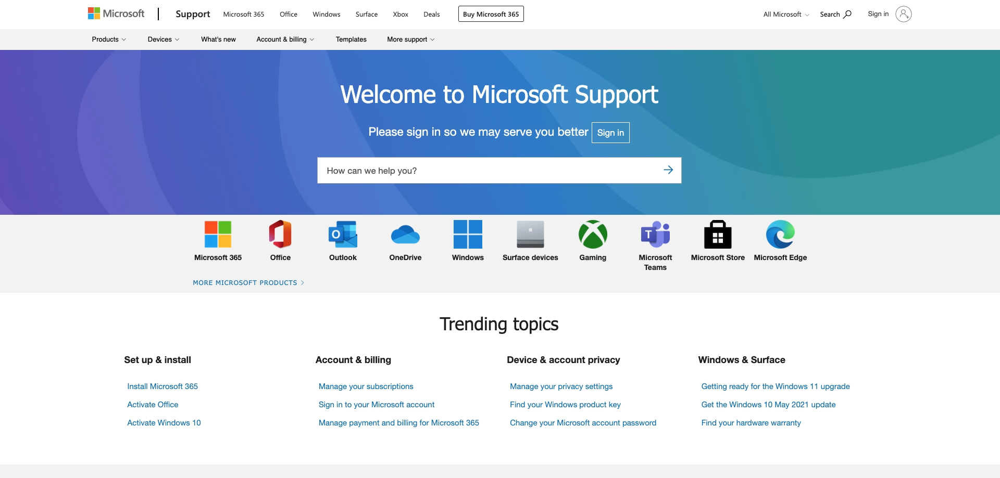 Microsoft Support Microsoft 365 Office Windows Surface Xbox Deals Buy Microsoft 365 All Microsoft Search Sign in
Products Devices What's new Account & billing Templates More support
Welcome to Microsoft Support
Please sign in so we may serve you better Sign in
How can we help you?
O
T
Microsoft 365 Office Outlook OneDrive Windows Surface devices Gaming Microsoft Teams Microsoft Store Microsoft Edge
MORE MICROSOFT PRODUCTS
Trending topics
Set up & install
Install Microsoft 365
Activate Office
Activate Windows 10
Account & billing
Manage your subscriptions
Sign in to your Microsoft account
Manage payment and billing for Microsoft 365
Device & account privacy
Manage your privacy settings
Find your Windows product key
Change your Microsoft account password
Windows & Surface
Getting ready for the Windows 11 upgrade
Get the Windows 10 May 2021 update
Find your hardware warranty